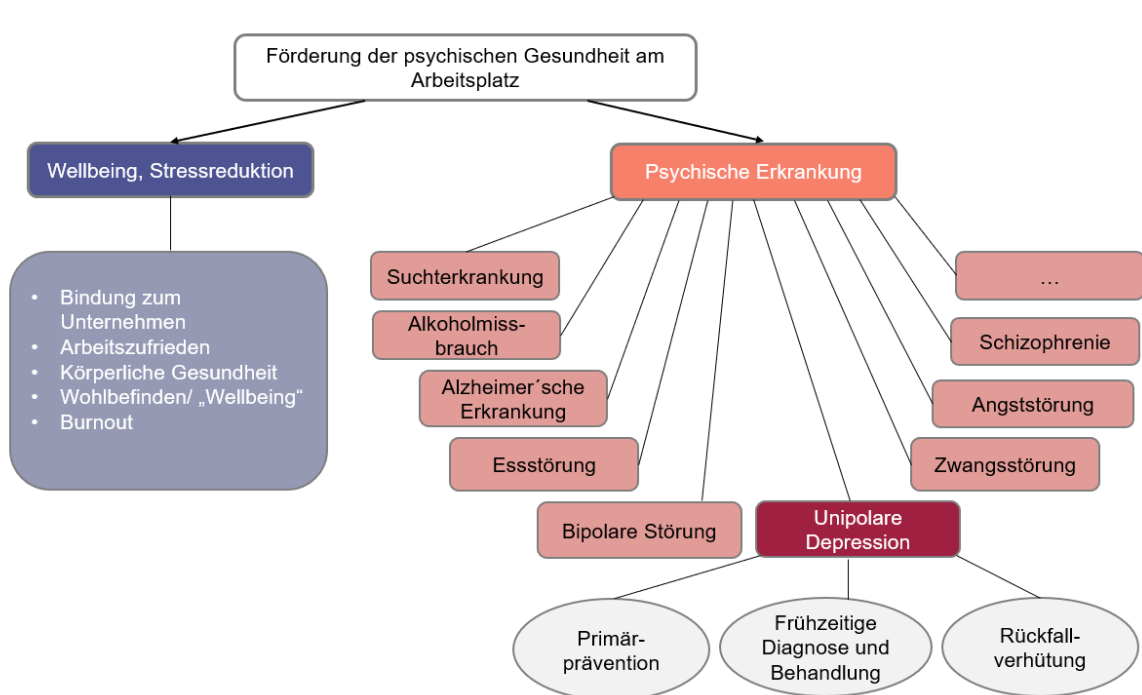 Förderung der psychischen Gesundheit am
Arbeitsplatz
Wellbeing, Stressreduktion
Psychische Erkrankung
• Bindung zum
Unternehmen
• Arbeitszufrieden
• Körperliche Gesundheit
• Wohlbefinden/ „Wellbeing“
• Burnout
Suchterkrankung
Alkoholmiss-
brauch
Alzheimer´sche
Erkrankung
Essstörung
Bipolare Störung
Unipolare
Depression
Zwangsstörung
Angststörung
Schizophrenie
…
Primär-
prävention
Frühzeitige
Diagnose und
Behandlung
Rückfall-
verhütung